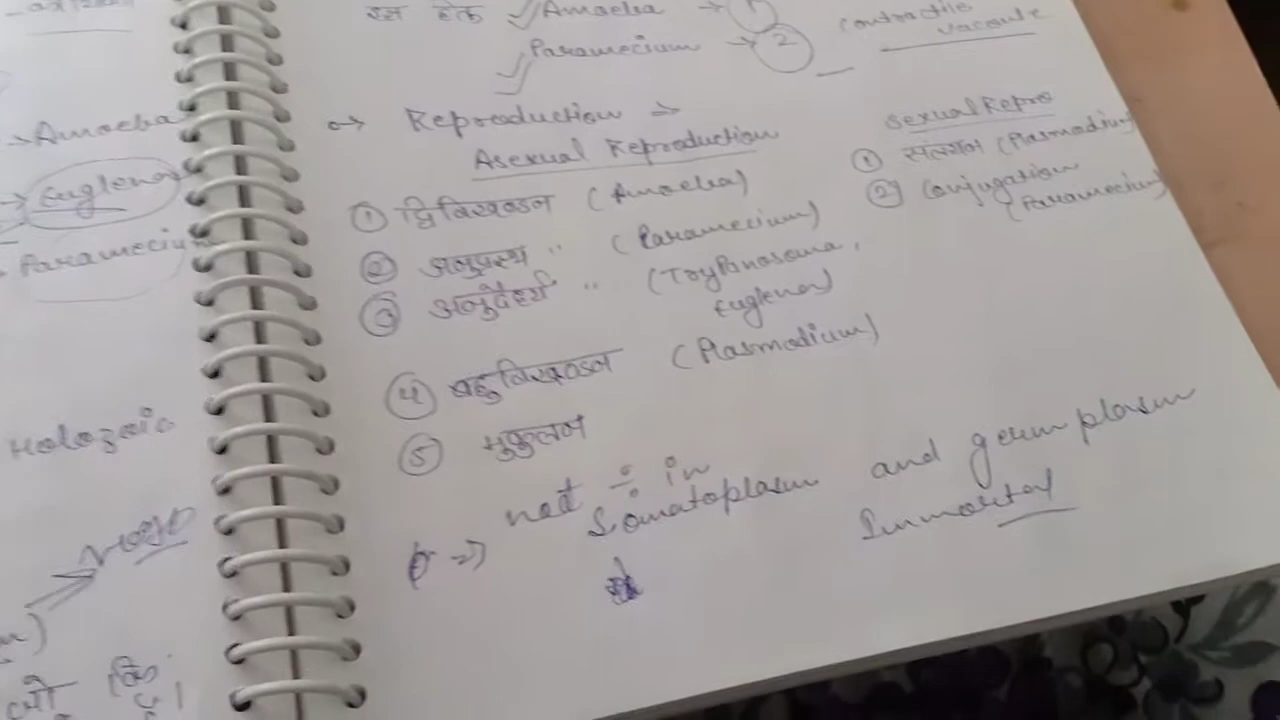 Amoeba
Euglena
Paramecium
Holozoic
Amoeba → 1
Paramecium → 2
Contractile
vacuole
Reproduction ⇒
Asexual Reproduction
① द्विविखण्डन (Amoeba)
② अनुप्रस्थ " (Paramecium)
③ अनुदैर्ध्य " (Trypanosoma,
Euglena)
④ बहुविखण्डन (Plasmodium)
⑤ मुकुलन
Sexual Repro
① संलयन (Plasmodium)
② Conjugation
(Paramecium)
not ÷ in
Somatoplasm and germplasm
Immortal